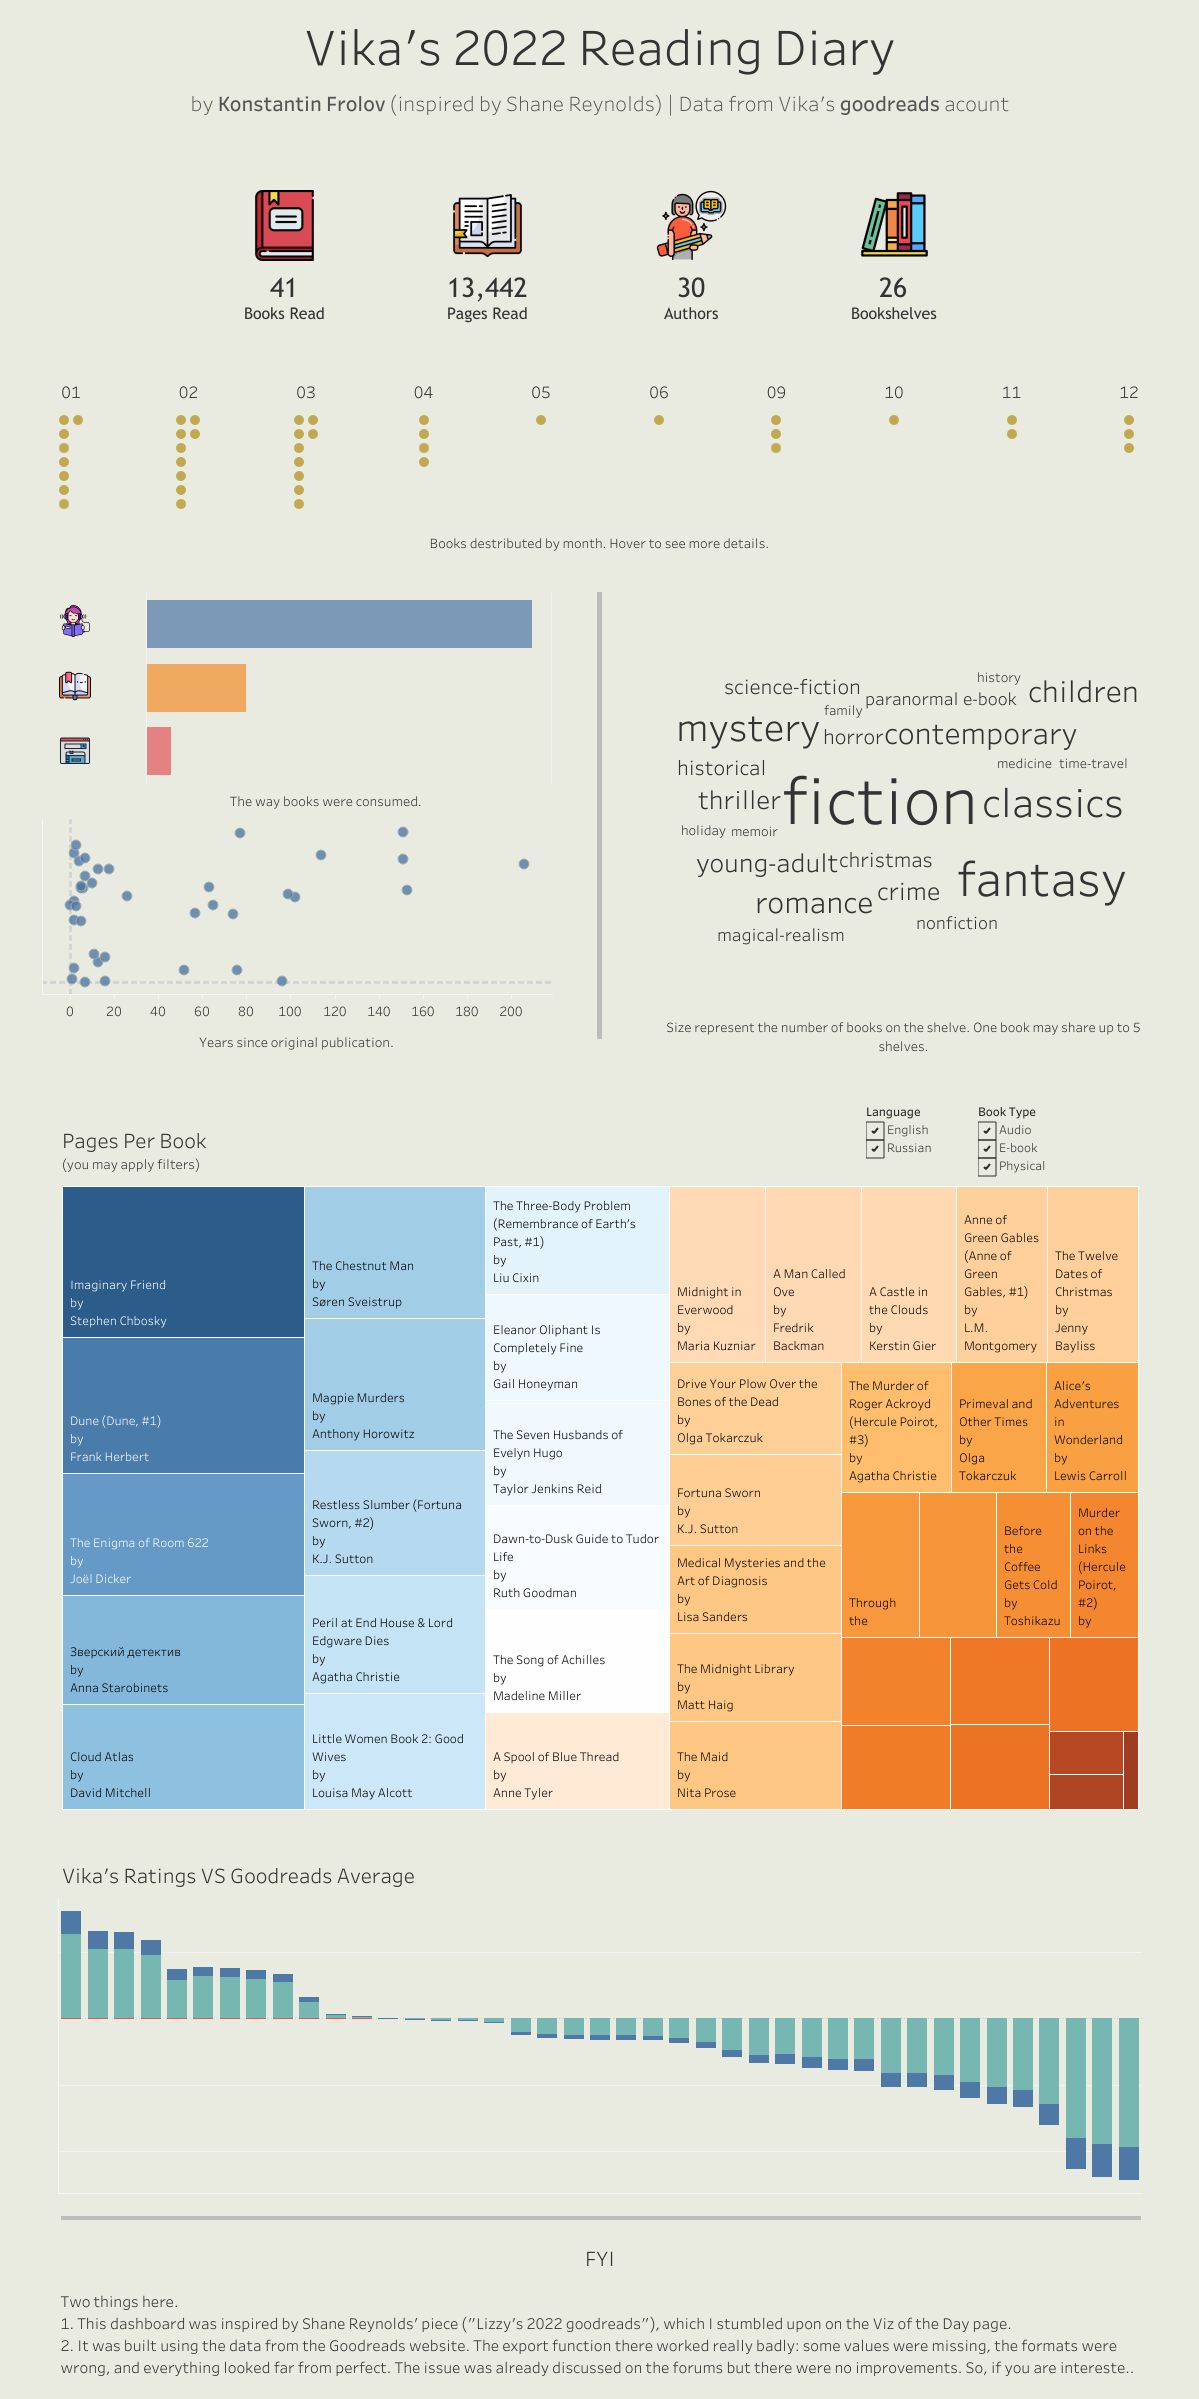 Vika's 2022 Reading Diary
by Konstantin Frolov (inspired by Shane Reynolds) | Data from Vika's goodreads acount
41
Books Read
13,442
Pages Read
30
Authors
26
Bookshelves
01 02 03 04 05 06 09 10 11 12
Books destributed by month. Hover to see more details.
The way books were consumed.
0 20 40 60 80 100 120 140 160 180 200
Years since original publication.
history
science-fiction
paranormal e-book children
family
mystery horror contemporary
historical
medicine time-travel
thriller fiction classics
holiday memoir
young-adult christmas
crime fantasy
romance
nonfiction
magical-realism
Size represent the number of books on the shelve. One book may share up to 5
shelves.
Pages Per Book
(you may apply filters)
Language
English
Russian
Book Type
Audio
E-book
Physical
Imaginary Friend
by
Stephen Chbosky
Dune (Dune, #1)
by
Frank Herbert
The Enigma of Room 622
by
Joël Dicker
Зверский детектив
by
Anna Starobinets
Cloud Atlas
by
David Mitchell
The Chestnut Man
by
Søren Sveistrup
Magpie Murders
by
Anthony Horowitz
Restless Slumber (Fortuna
Sworn, #2)
by
K.J. Sutton
Peril at End House & Lord
Edgware Dies
by
Agatha Christie
Little Women Book 2: Good
Wives
by
Louisa May Alcott
The Three-Body Problem
(Remembrance of Earth's
Past, #1)
by
Liu Cixin
Eleanor Oliphant Is
Completely Fine
by
Gail Honeyman
The Seven Husbands of
Evelyn Hugo
by
Taylor Jenkins Reid
Dawn-to-Dusk Guide to Tudor
Life
by
Ruth Goodman
The Song of Achilles
by
Madeline Miller
A Spool of Blue Thread
by
Anne Tyler
Midnight in
Everwood
by
Maria Kuzniar
A Man Called
Ove
by
Fredrik
Backman
A Castle in
the Clouds
by
Kerstin Gier
Anne of
Green Gables
(Anne of
Green
Gables, #1)
by
L.M.
Montgomery
The Twelve
Dates of
Christmas
by
Jenny
Bayliss
Drive Your Plow Over the
Bones of the Dead
by
Olga Tokarczuk
Fortuna Sworn
by
K.J. Sutton
Medical Mysteries and the
Art of Diagnosis
by
Lisa Sanders
The Midnight Library
by
Matt Haig
The Maid
by
Nita Prose
The Murder of
Roger Ackroyd
(Hercule Poirot,
#3)
by
Agatha Christie
Primeval and
Other Times
by
Olga
Tokarczuk
Alice's
Adventures
in
Wonderland
by
Lewis Carroll
Through
the
Before
the
Coffee
Gets Cold
by
Toshikazu
Murder
on the
Links
(Hercule
Poirot,
#2)
by
Vika's Ratings VS Goodreads Average
FYI
Two things here.
1. This dashboard was inspired by Shane Reynolds' piece ("Lizzy's 2022 goodreads"), which I stumbled upon on the Viz of the Day page.
2. It was built using the data from the Goodreads website. The export function there worked really badly: some values were missing, the formats were
wrong, and everything looked far from perfect. The issue was already discussed on the forums but there were no improvements. So, if you are intereste..